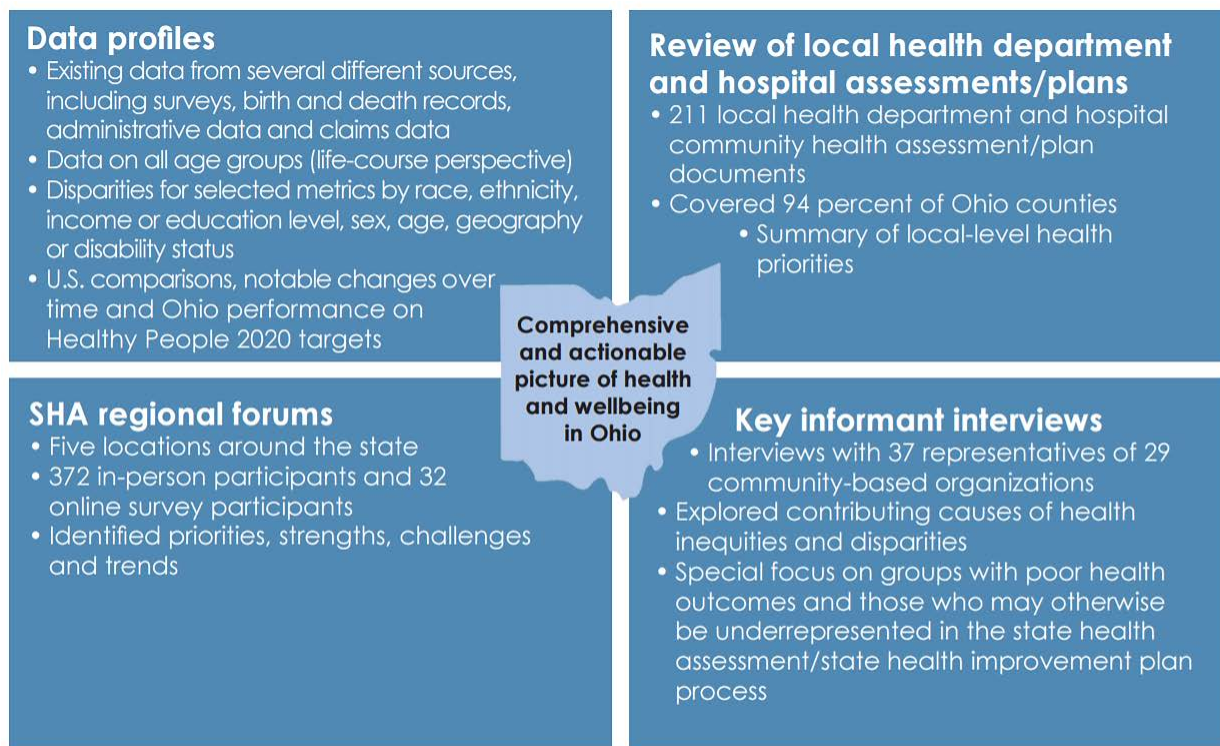 Data profiles
• Existing data from several different sources,
including surveys, birth and death records,
administrative data and claims data
• Data on all age groups (life-course perspective)
• Disparities for selected metrics by race, ethnicity,
income or education level, sex, age, geography
or disability status
• U.S. comparisons, notable changes over
time and Ohio performance on
Healthy People 2020 targets
Review of local health department
and hospital assessments/plans
• 211 local health department and hospital
community health assessment/plan
documents
• Covered 94 percent of Ohio counties
• Summary of local-level health
priorities
Comprehensive
and actionable
picture of health
and wellbeing
in Ohio
SHA regional forums
• Five locations around the state
• 372 in-person participants and 32
online survey participants
• Identified priorities, strengths, challenges
and trends
Key informant interviews
• Interviews with 37 representatives of 29
community-based organizations
• Explored contributing causes of health
inequities and disparities
• Special focus on groups with poor health
outcomes and those who may otherwise
be underrepresented in the state health
assessment/state health improvement plan
process